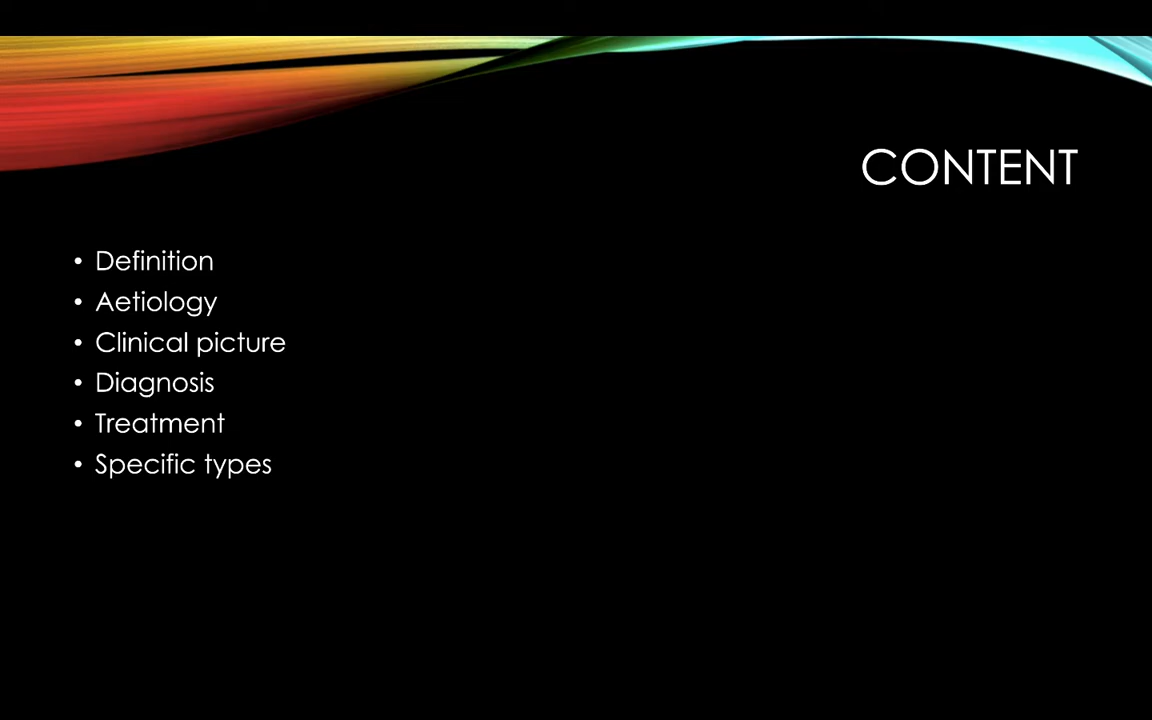 CONTENT
• Definition
• Aetiology
• Clinical picture
• Diagnosis
• Treatment
• Specific types